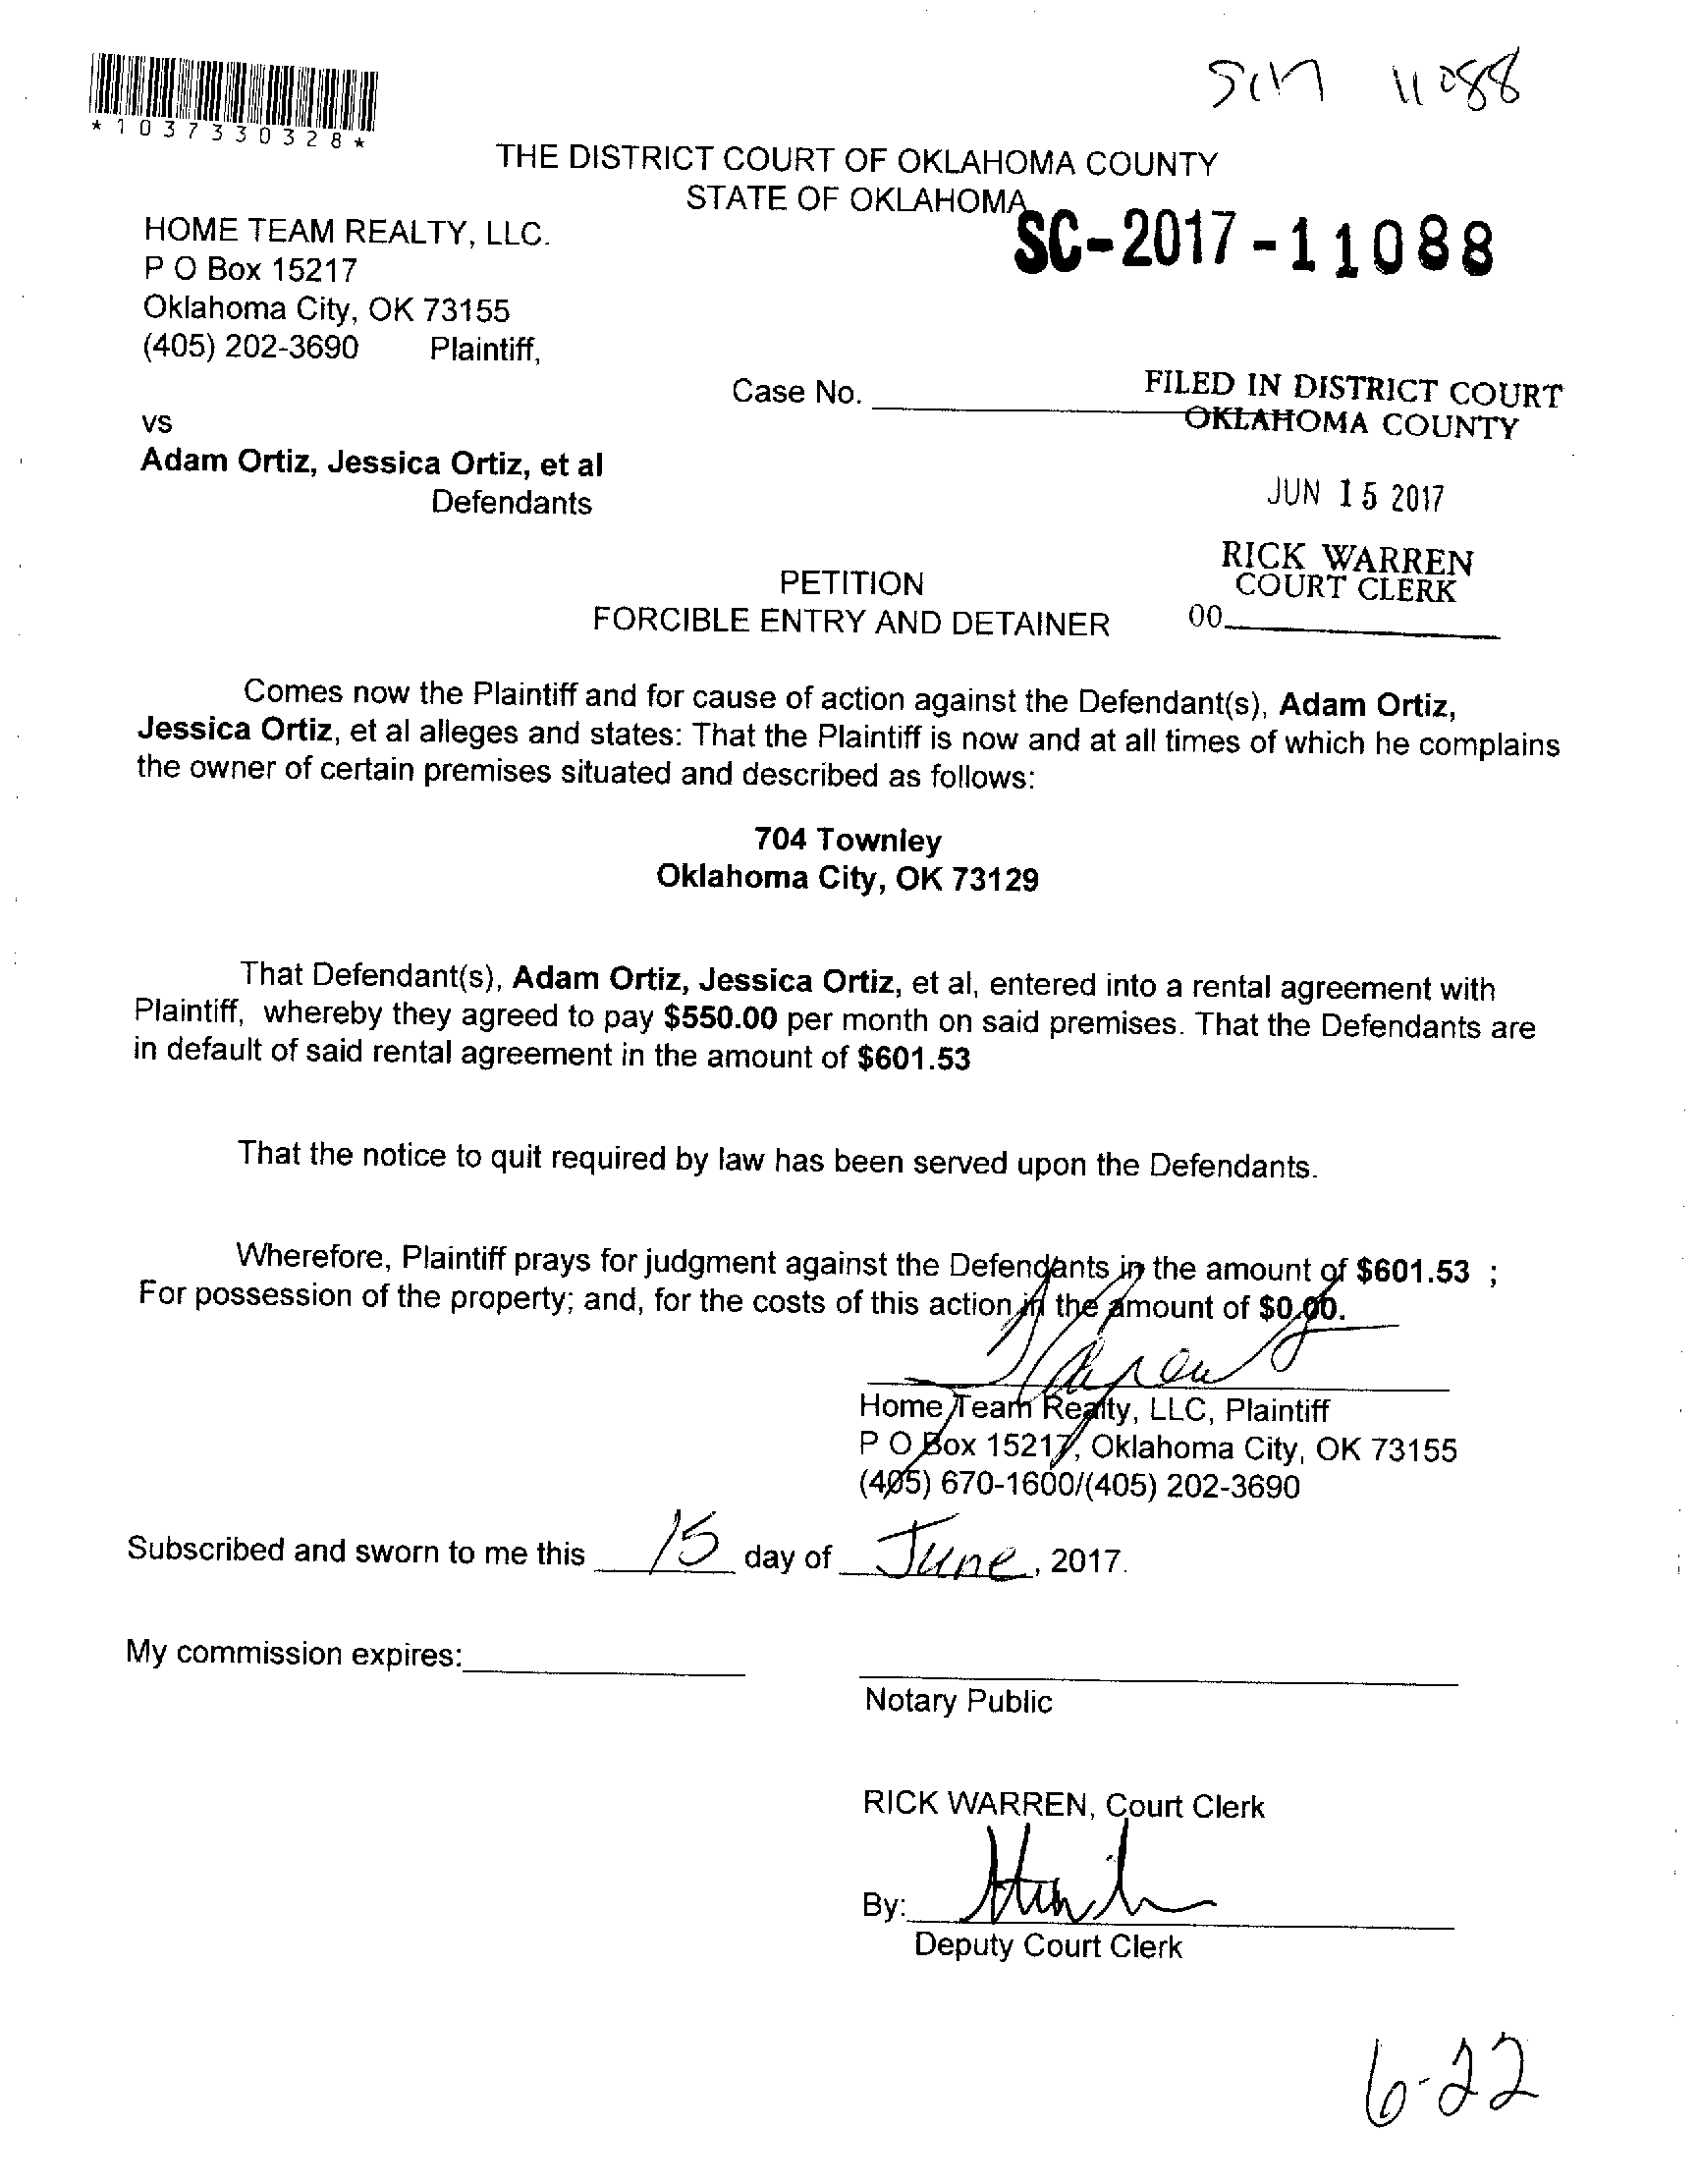 SC17 11088
*1037330328*
THE DISTRICT COURT OF OKLAHOMA COUNTY
STATE OF OKLAHOMA
SC-2017-11088
HOME TEAM REALTY, LLC.
P O Box 15217
Oklahoma City, OK 73155
(405) 202-3690 Plaintiff,
Case No.
FILED IN DISTRICT COURT
OKLAHOMA COUNTY
vs
Adam Ortiz, Jessica Ortiz, et al
Defendants
JUN 15 2017
RICK WARREN
COURT CLERK
00
PETITION
FORCIBLE ENTRY AND DETAINER
Comes now the Plaintiff and for cause of action against the Defendant(s), Adam Ortiz,
Jessica Ortiz, et al alleges and states: That the Plaintiff is now and at all times of which he complains
the owner of certain premises situated and described as follows:
704 Townley
Oklahoma City, OK 73129
That Defendant(s), Adam Ortiz, Jessica Ortiz, et al, entered into a rental agreement with
Plaintiff, whereby they agreed to pay $550.00 per month on said premises. That the Defendants are
in default of said rental agreement in the amount of $601.53
That the notice to quit required by law has been served upon the Defendants.
Wherefore, Plaintiff prays for judgment against the Defendants in the amount of $601.53 ;
For possession of the property; and, for the costs of this action in the amount of $0.00.
Home Team Realty, LLC, Plaintiff
P O Box 15217, Oklahoma City, OK 73155
(405) 670-1600/(405) 202-3690
Subscribed and sworn to me this 15 day of June, 2017.
My commission expires:
Notary Public
RICK WARREN, Court Clerk
By:
Deputy Court Clerk
6-22